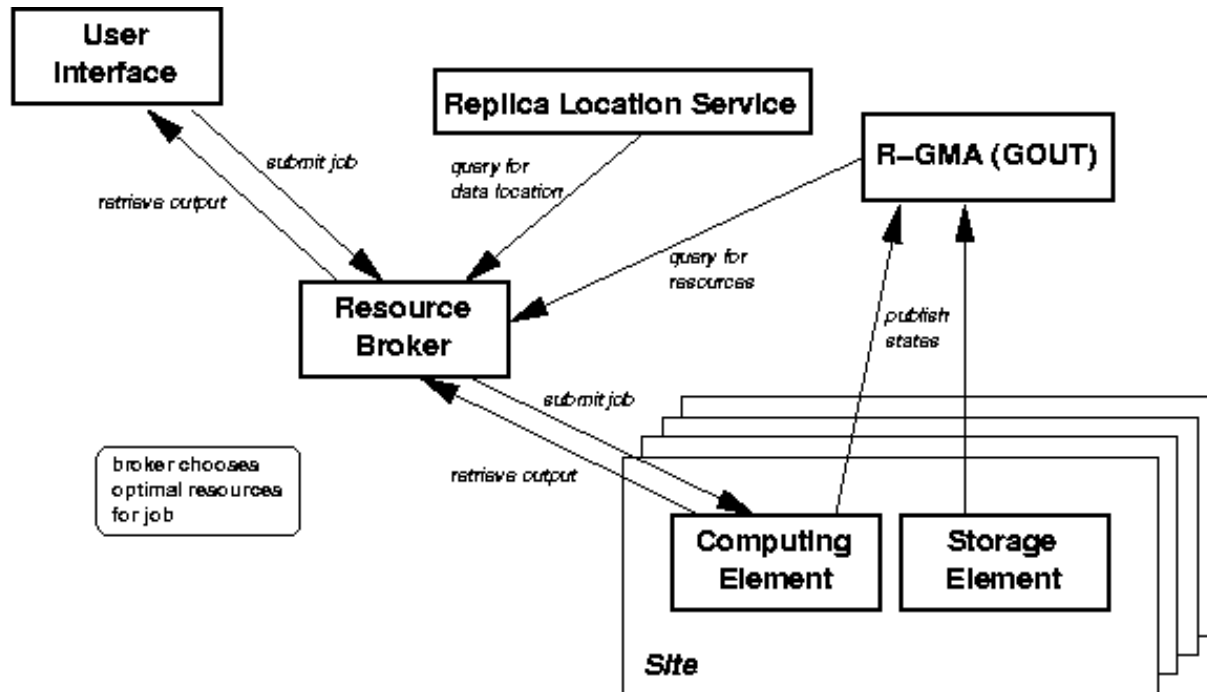 User
Interface
Replica Location Service
R-GMA (GOUT)
submit job
retrieve output
query for
data location
query for
resources
Resource
Broker
publish
states
submit job
retrieve output
broker chooses
optimal resources
for job
Computing
Element
Storage
Element
Site